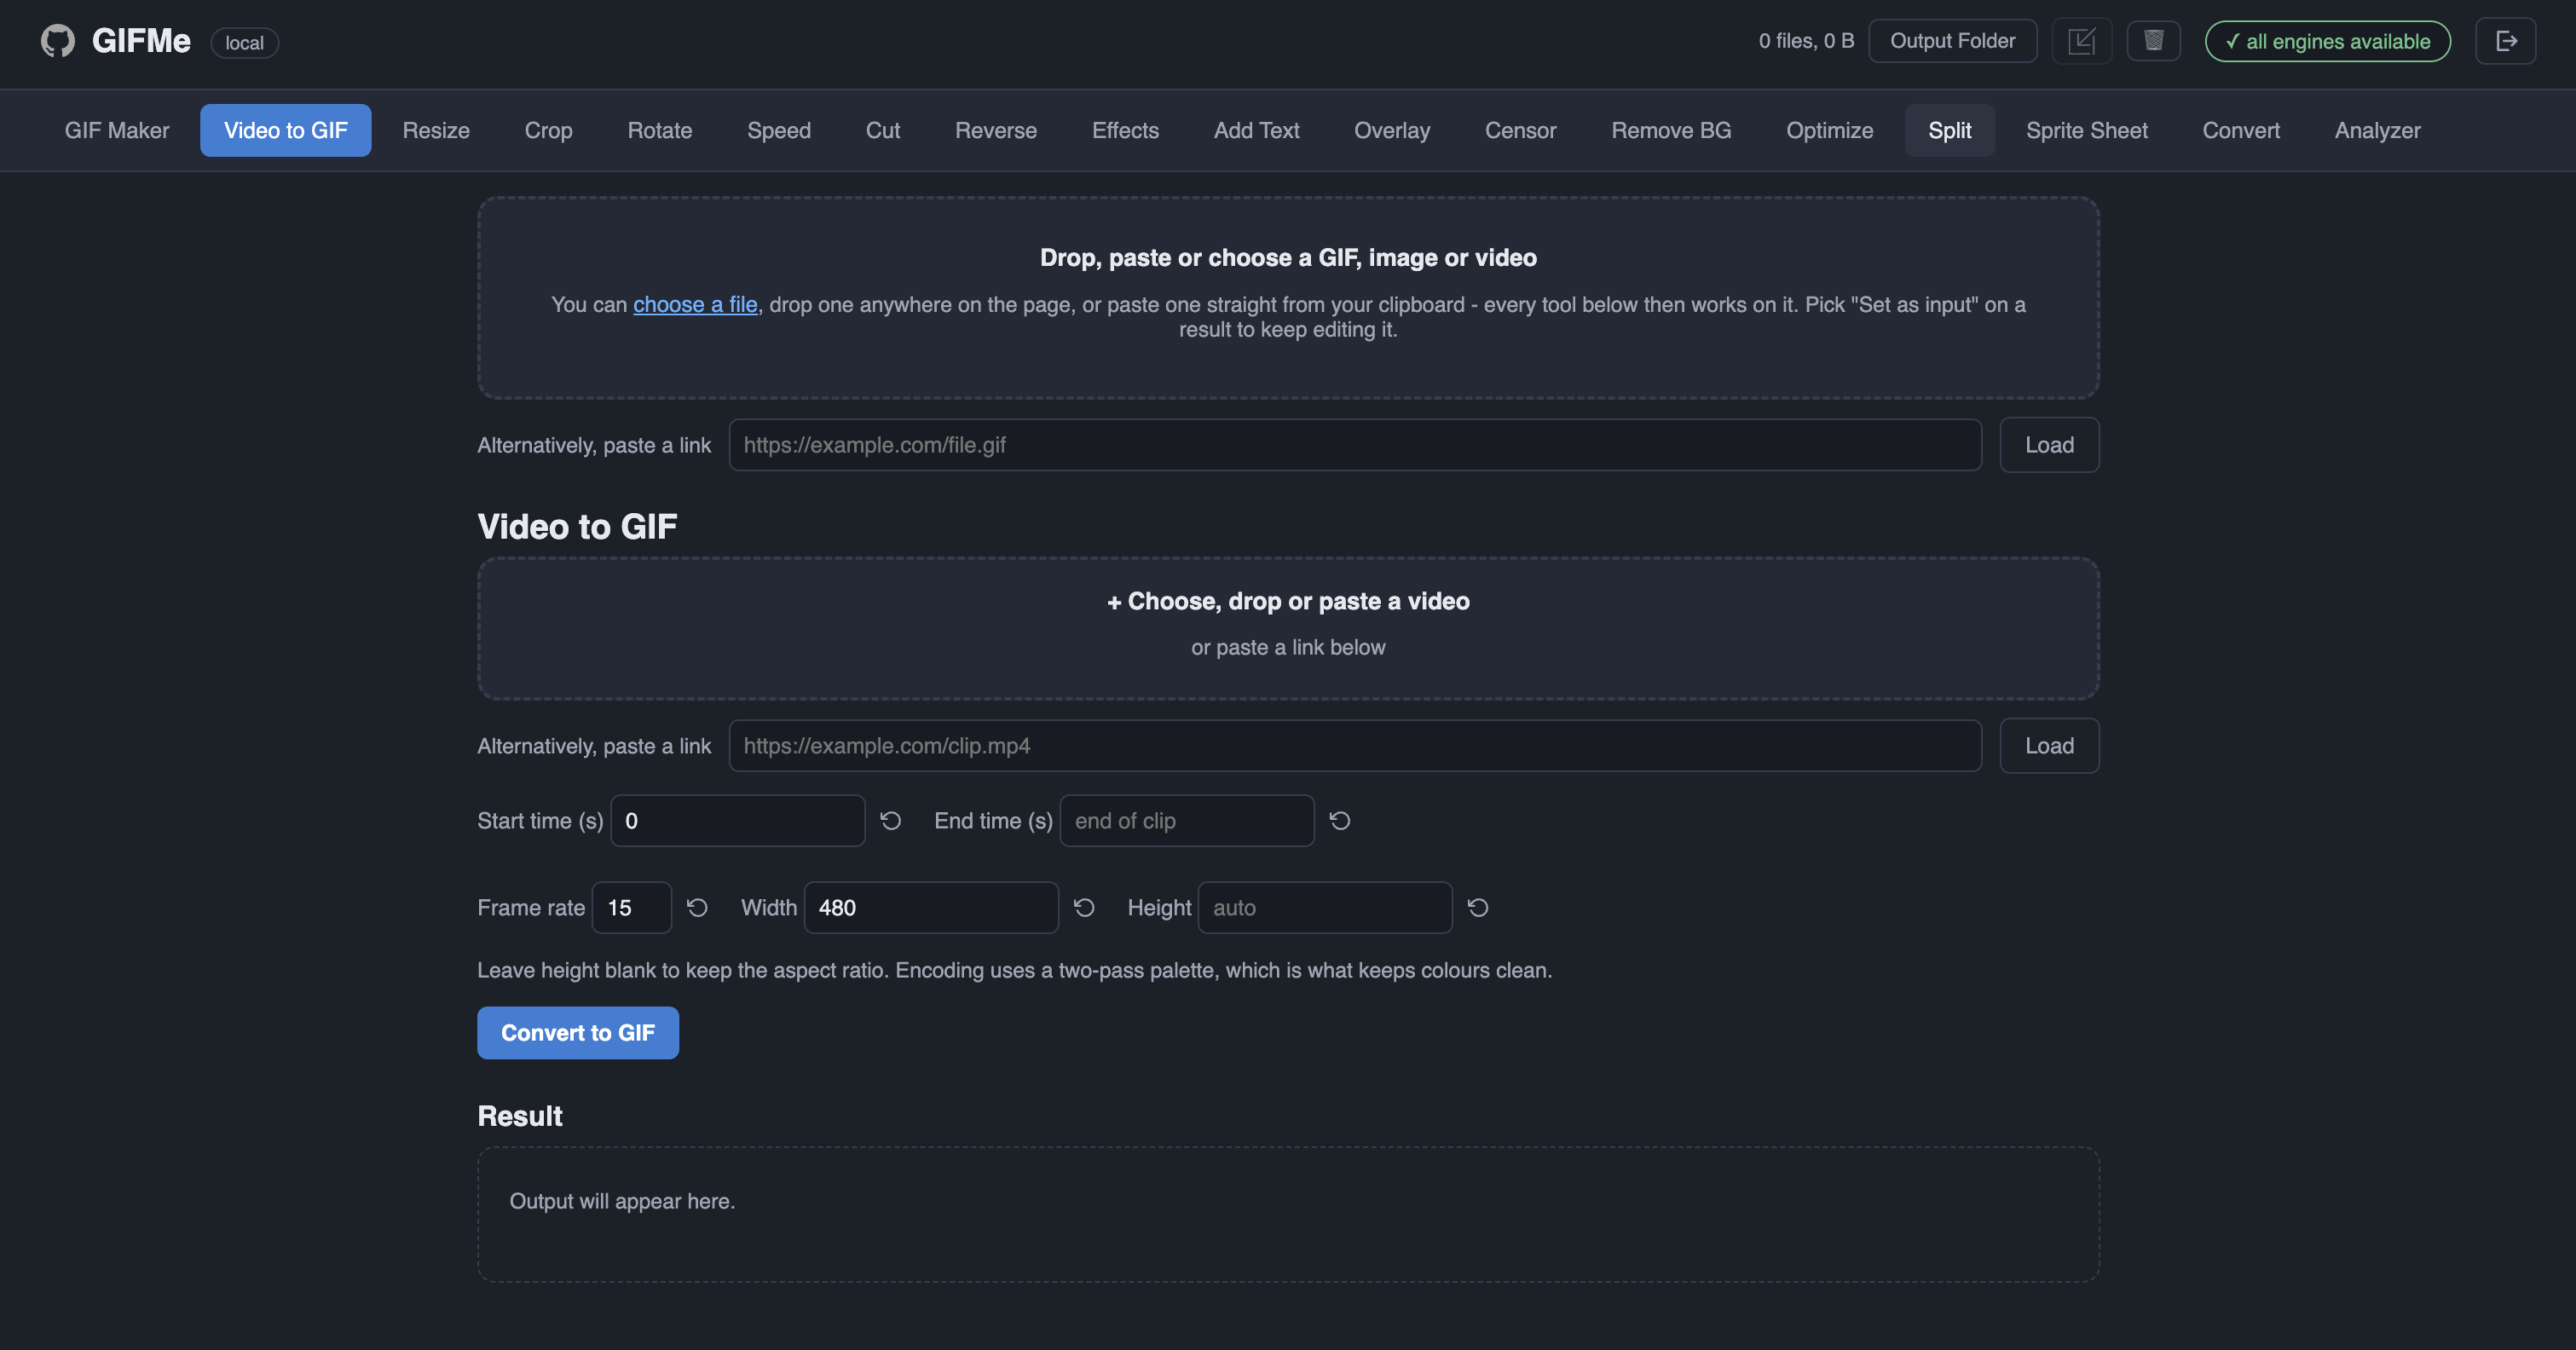 GIFMe local
0 files, 0 B Output Folder ✓ all engines available
GIF Maker Video to GIF Resize Crop Rotate Speed Cut Reverse Effects Add Text Overlay Censor Remove BG Optimize Split Sprite Sheet Convert Analyzer
Drop, paste or choose a GIF, image or video
You can choose a file, drop one anywhere on the page, or paste one straight from your clipboard - every tool below then works on it. Pick "Set as input" on a
result to keep editing it.
Alternatively, paste a link https://example.com/file.gif Load
Video to GIF
+ Choose, drop or paste a video
or paste a link below
Alternatively, paste a link https://example.com/clip.mp4 Load
Start time (s) 0 End time (s) end of clip
Frame rate 15 Width 480 Height auto
Leave height blank to keep the aspect ratio. Encoding uses a two-pass palette, which is what keeps colours clean.
Convert to GIF
Result
Output will appear here.